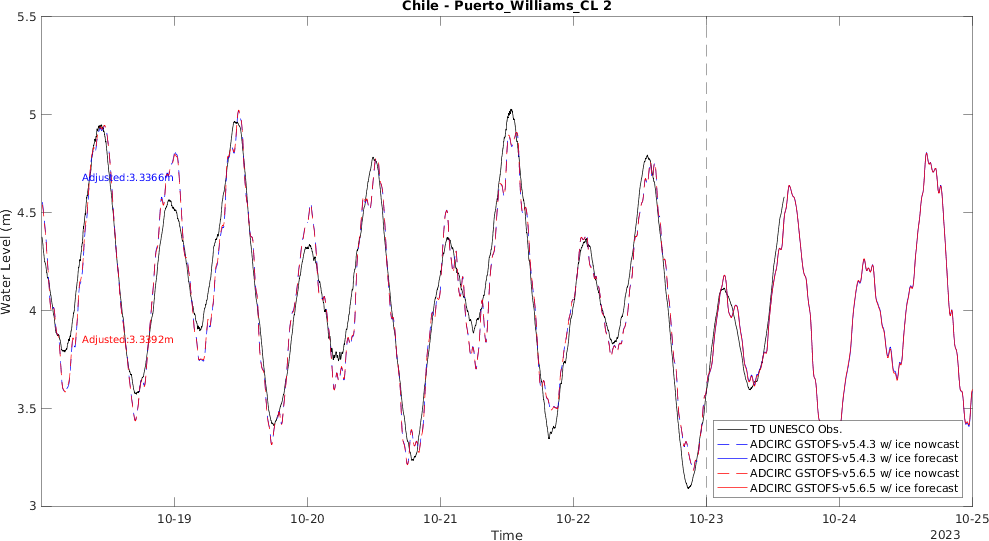 Chile - Puerto_Williams_CL 2
5.5
5
4.5
4
3.5
3
Water Level (m)
Adjusted:3.3366m
Adjusted:3.3392m
TD UNESCO Obs.
ADCIRC GSTOFS-v5.4.3 w/ ice nowcast
ADCIRC GSTOFS-v5.4.3 w/ ice forecast
ADCIRC GSTOFS-v5.6.5 w/ ice nowcast
ADCIRC GSTOFS-v5.6.5 w/ ice forecast
10-19 10-20 10-21 10-22 10-23 10-24 10-25
Time
2023